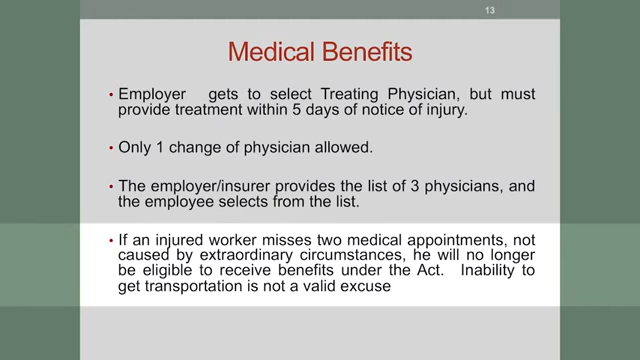 13
Medical Benefits
• Employer gets to select Treating Physician, but must
provide treatment within 5 days of notice of injury.
• Only 1 change of physician allowed.
• The employer/insurer provides the list of 3 physicians, and
the employee selects from the list.
• If an injured worker misses two medical appointments, not
caused by extraordinary circumstances, he will no longer
be eligible to receive benefits under the Act. Inability to
get transportation is not a valid excuse